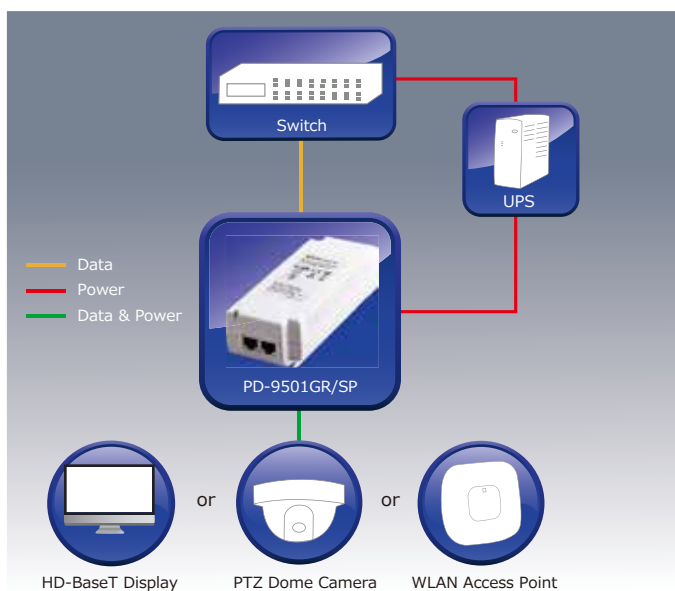 Switch
UPS
Data
Power
Data & Power
PD-9501GR/SP
or
or
HD-BaseT Display
PTZ Dome Camera
WLAN Access Point